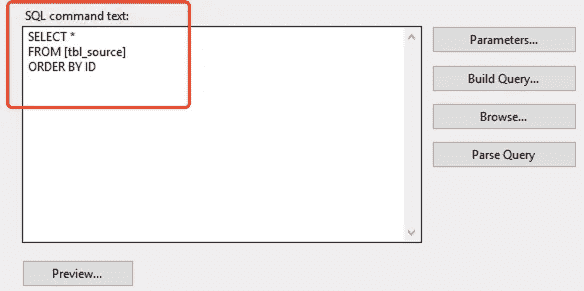 SQL command text:
SELECT *
FROM [tbl_source]
ORDER BY ID
Parameters...
Build Query...
Browse...
Parse Query
Preview...